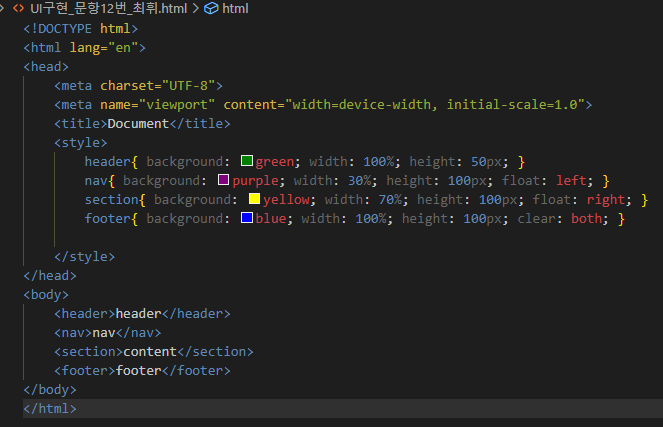 UI구현_문항12번_최휘.html > html
<!DOCTYPE html>
<html lang="en">
<head>
    <meta charset="UTF-8">
    <meta name="viewport" content="width=device-width, initial-scale=1.0">
    <title>Document</title>
    <style>
        header{ background: green; width: 100%; height: 50px; }
        nav{ background: purple; width: 30%; height: 100px; float: left; }
        section{ background: yellow; width: 70%; height: 100px; float: right; }
        footer{ background: blue; width: 100%; height: 100px; clear: both; }
    </style>
</head>
<body>
    <header>header</header>
    <nav>nav</nav>
    <section>content</section>
    <footer>footer</footer>
</body>
</html>